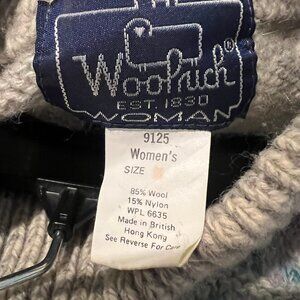 Woolrich®
EST. 1830
WOMAN
9125
Women's
SIZE
85% Wool
15% Nylon
WPL 6635
Made in British
Hong Kong
See Reverse For Care